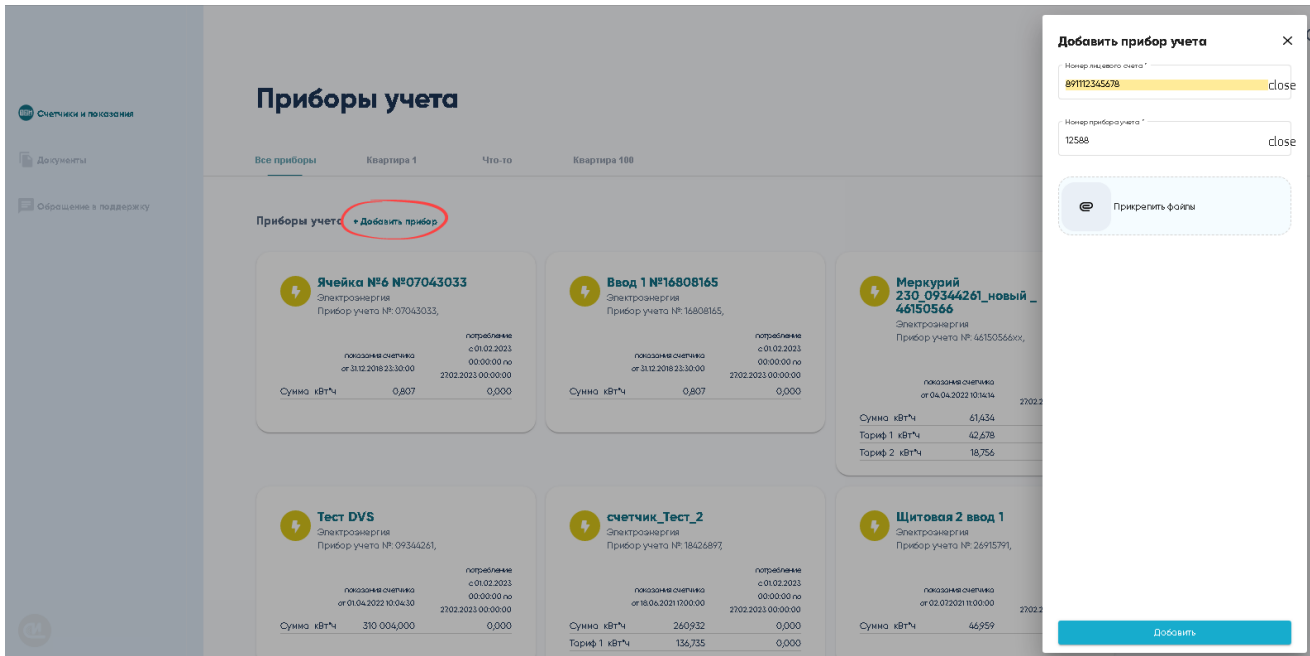 Счетчики и показания
Документы
Обращение в поддержку
Приборы учета
Все приборы Квартира 1 Что-то Квартира 100
Приборы учета + Добавить прибор
Ячейка №6 №07043033
Электроэнергия
Прибор учета №: 07043033,
показания счетчика
от 31.12.2018 23:30:00
потребление
с 01.02.2023
00:00:00 по
27.02.2023 00:00:00
Сумма кВт*ч 0,807 0,000
Ввод 1 №16808165
Электроэнергия
Прибор учета №: 16808165,
показания счетчика
от 31.12.2018 23:30:00
потребление
с 01.02.2023
00:00:00 по
27.02.2023 00:00:00
Сумма кВт*ч 0,807 0,000
Меркурий
230_09344261_новый_
46150566
Электроэнергия
Прибор учета №: 46150566xx,
показания счетчика
от 04.04.2022 10:14:14
27.02.2
Сумма кВт*ч 61,434
Тариф 1 кВт*ч 42,678
Тариф 2 кВт*ч 18,756
Тест DVS
Электроэнергия
Прибор учета №: 09344261,
показания счетчика
от 01.04.2022 10:04:30
потребление
с 01.02.2023
00:00:00 по
27.02.2023 00:00:00
Сумма кВт*ч 310 004,000 0,000
счетчик_Тест_2
Электроэнергия
Прибор учета №: 18426897,
показания счетчика
от 18.06.2021 17:00:00
потребление
с 01.02.2023
00:00:00 по
27.02.2023 00:00:00
Сумма кВт*ч 260,932 0,000
Тариф 1 кВт*ч 136,735 0,000
Щитовая 2 ввод 1
Электроэнергия
Прибор учета №: 26915791,
показания счетчика
от 02.07.2021 11:00:00
27.02.2
Сумма кВт*ч 46,959
Добавить прибор учета
Номер лицевого счета *
891112345678 close
Номер прибора учета *
12588 close
Прикрепить файлы
Добавить